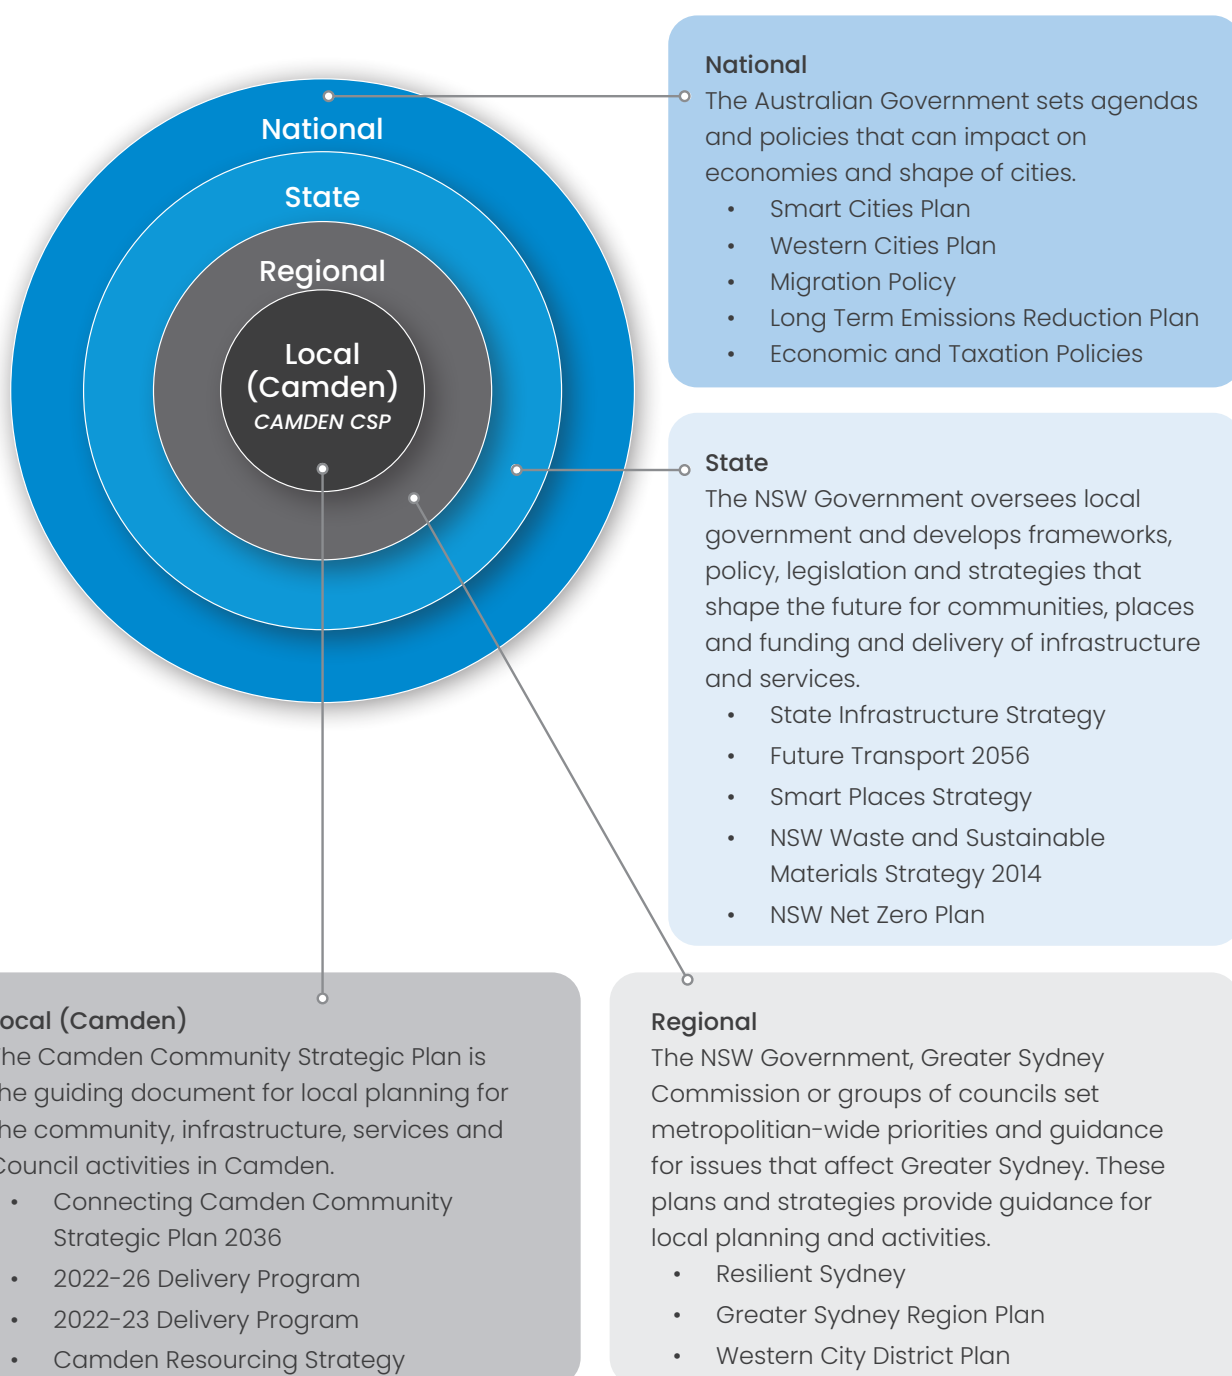 National
State
Regional
Local
(Camden)
CAMDEN CSP
National
The Australian Government sets agendas
and policies that can impact on
economies and shape of cities.
• Smart Cities Plan
• Western Cities Plan
• Migration Policy
• Long Term Emissions Reduction Plan
• Economic and Taxation Policies
State
The NSW Government oversees local
government and develops frameworks,
policy, legislation and strategies that
shape the future for communities, places
and funding and delivery of infrastructure
and services.
• State Infrastructure Strategy
• Future Transport 2056
• Smart Places Strategy
• NSW Waste and Sustainable
Materials Strategy 2014
• NSW Net Zero Plan
ocal (Camden)
he Camden Community Strategic Plan is
he guiding document for local planning for
he community, infrastructure, services and
Council activities in Camden.
• Connecting Camden Community
Strategic Plan 2036
• 2022-26 Delivery Program
• 2022-23 Delivery Program
• Camden Resourcing Strategy
Regional
The NSW Government, Greater Sydney
Commission or groups of councils set
metropolitian-wide priorities and guidance
for issues that affect Greater Sydney. These
plans and strategies provide guidance for
local planning and activities.
• Resilient Sydney
• Greater Sydney Region Plan
• Western City District Plan